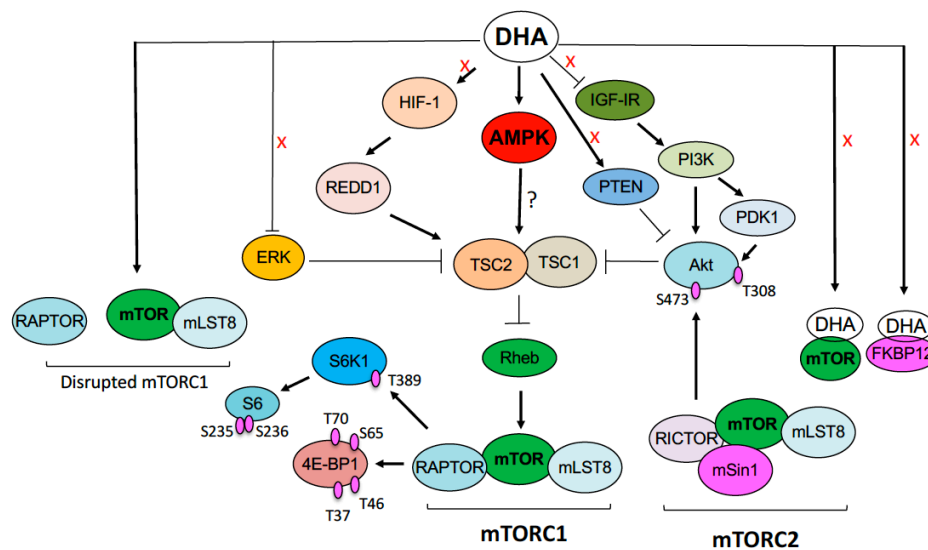 DHA
X
X
HIF-1
IGF-IR
AMPK
X
X
X
X
PI3K
REDD1
?
PTEN
PDK1
ERK
TSC2
TSC1
Akt
S473
T308
RAPTOR
mTOR
mLST8
DHA
mTOR
DHA
FKBP12
Disrupted mTORC1
S6K1
T389
Rheb
S6
S235
S236
T70
S65
4E-BP1
T37
T46
RAPTOR
mTOR
mLST8
RICTOR
mTOR
mLST8
mSin1
mTORC1
mTORC2